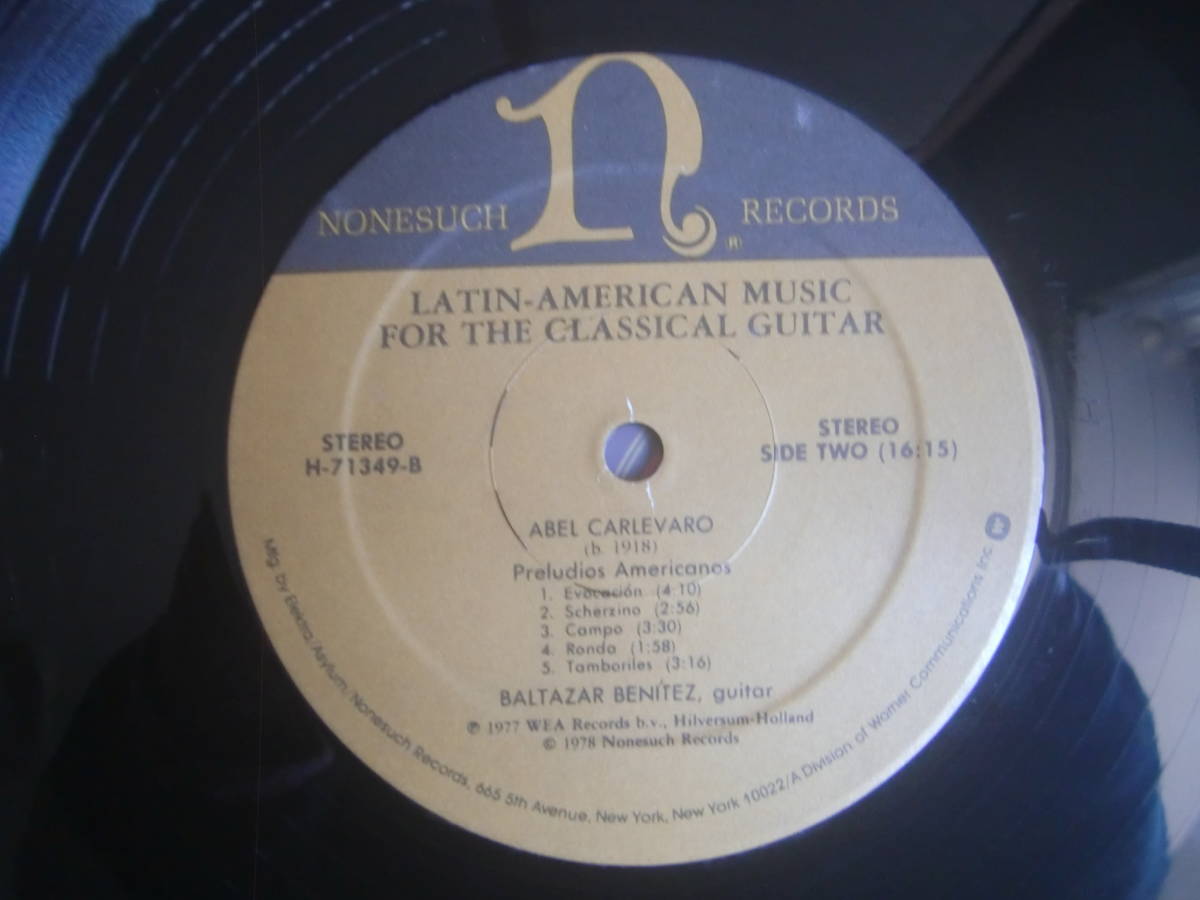 n
NONESUCH RECORDS ®
LATIN-AMERICAN MUSIC
FOR THE CLASSICAL GUITAR
STEREO
H-71349-B
STEREO
SIDE TWO (16:15)
ABEL CARLEVARO
(b. 1918)
Preludios Americanos
1. Evocación (4:10)
2. Scherzino (2:56)
3. Campo (3:30)
4. Ronda (1:58)
5. Tamboriles (3:16)
BALTAZAR BENÍTEZ, guitar
℗ 1977 WEA Records b.v., Hilversum-Holland
© 1978 Nonesuch Records
Mfg. by Elektra/Asylum/Nonesuch Records, 665 5th Avenue, New York, New York 10022/A Division of Warner Communications Inc.